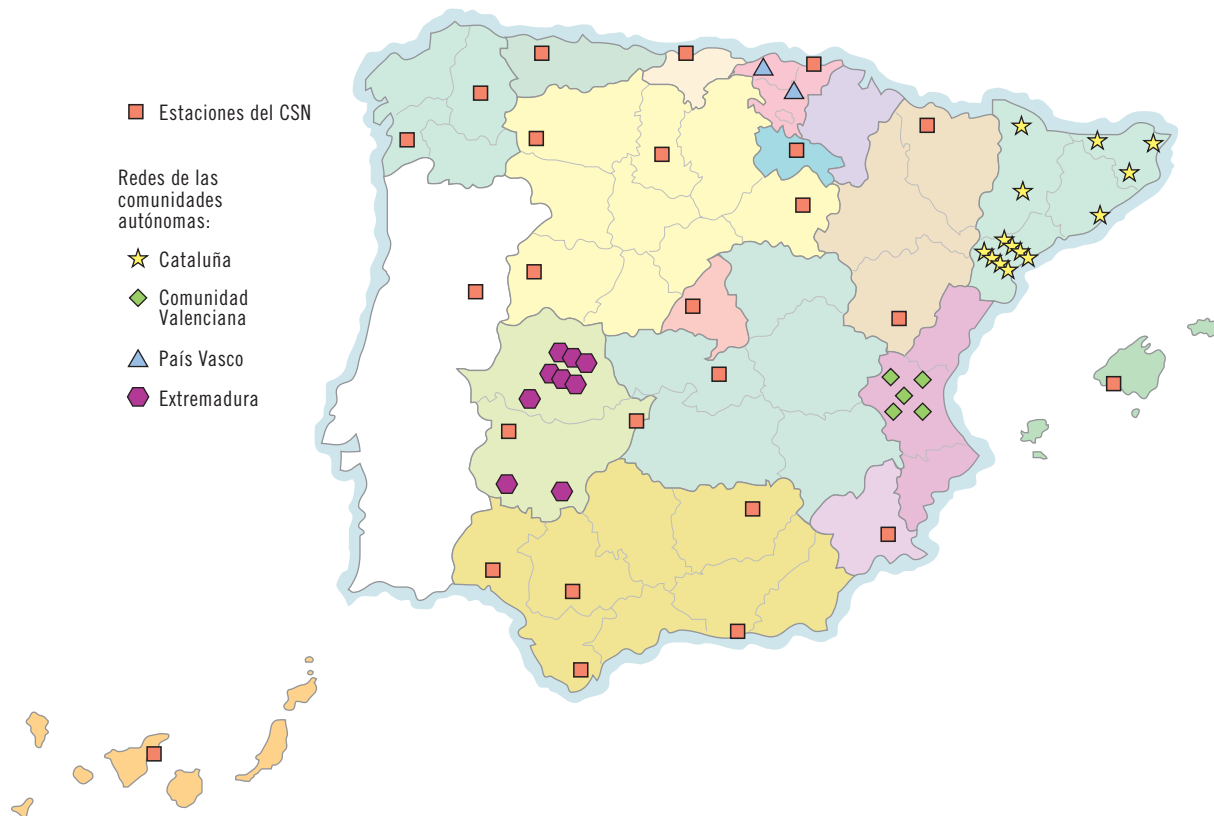 Estaciones del CSN
Redes de las
comunidades
autónomas:
Cataluña
Comunidad
Valenciana
País Vasco
Extremadura